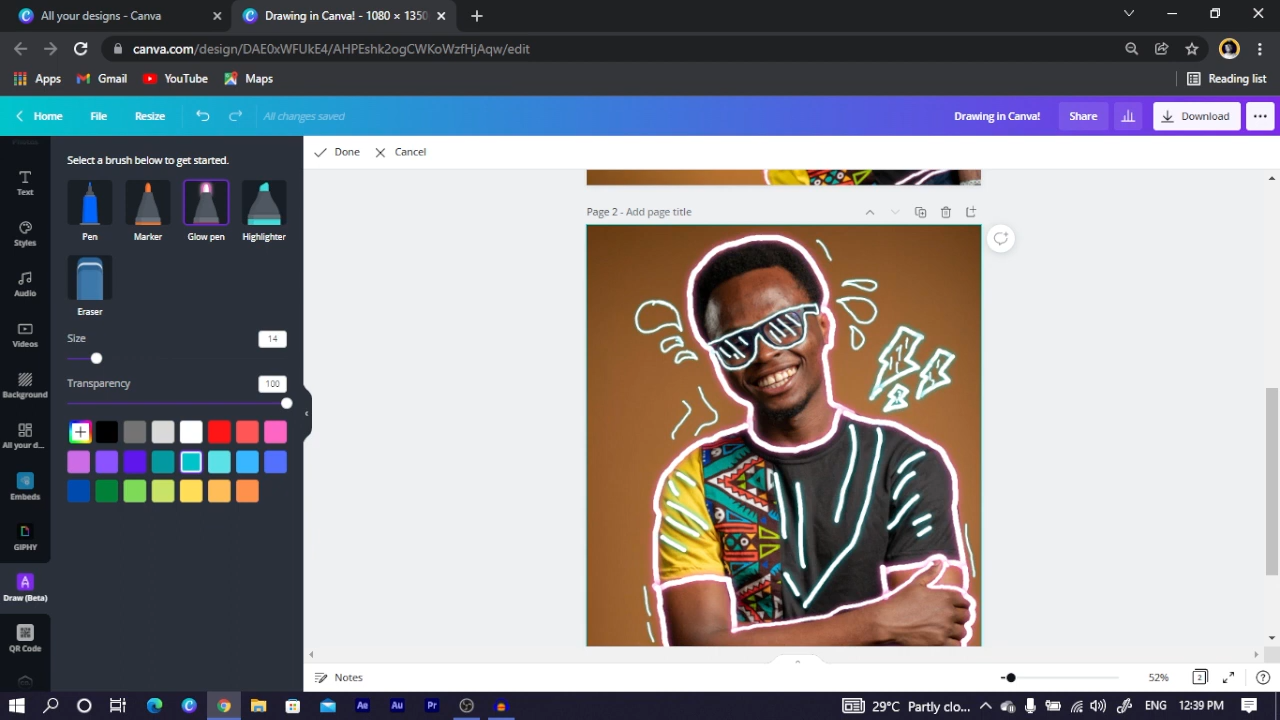 All your designs - Canva
Drawing in Canva! - 1080 × 1350
canva.com/design/DAE0xWFUkE4/AHPEshk2ogCWKoWzfHjAqw/edit
Apps
Gmail
YouTube
Maps
Reading list
Home
File
Resize
All changes saved
Drawing in Canva!
Share
Download
Text
Styles
Audio
Videos
Background
All your d...
Embeds
GIPHY
Draw (Beta)
QR Code
Select a brush below to get started.
Pen
Marker
Glow pen
Highlighter
Eraser
Size
14
Transparency
100
Done
Cancel
Page 2 - Add page title
Notes
52%
2
Ae
Au
Pr
29°C Partly clo...
ENG
12:39 PM